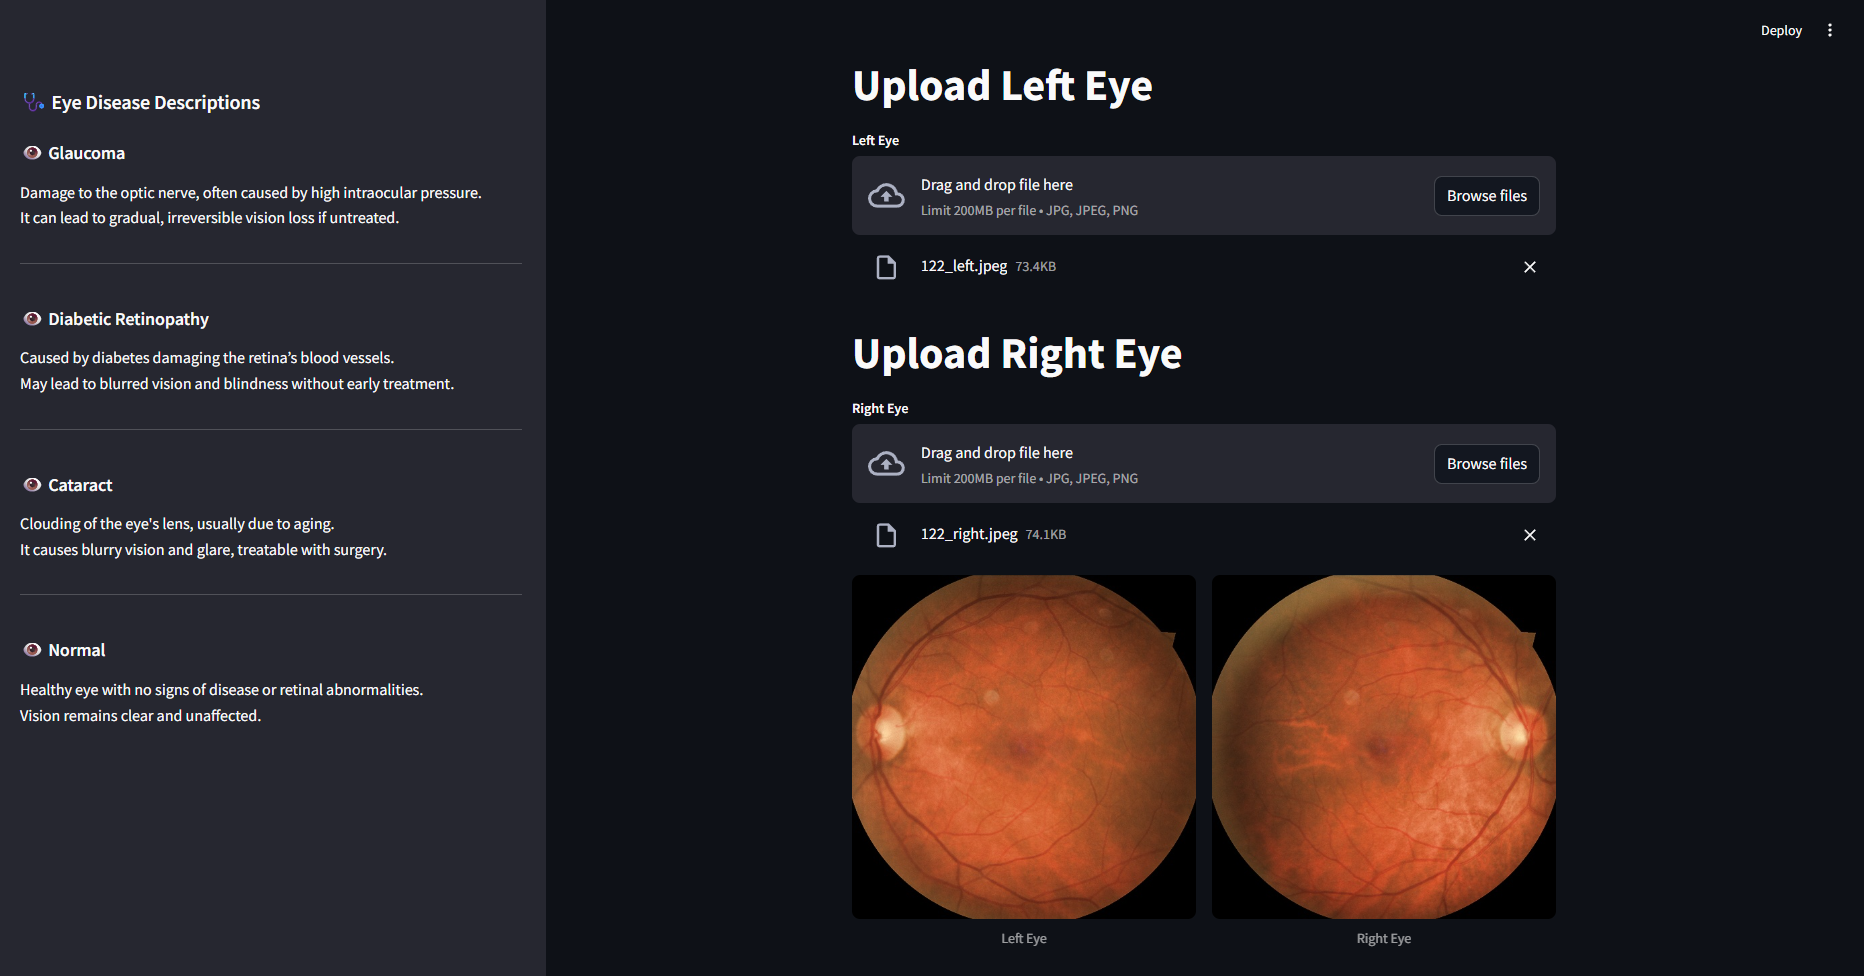 Deploy
Eye Disease Descriptions
Glaucoma
Damage to the optic nerve, often caused by high intraocular pressure.
It can lead to gradual, irreversible vision loss if untreated.
Diabetic Retinopathy
Caused by diabetes damaging the retina’s blood vessels.
May lead to blurred vision and blindness without early treatment.
Cataract
Clouding of the eye's lens, usually due to aging.
It causes blurry vision and glare, treatable with surgery.
Normal
Healthy eye with no signs of disease or retinal abnormalities.
Vision remains clear and unaffected.
Upload Left Eye
Left Eye
Drag and drop file here
Limit 200MB per file • JPG, JPEG, PNG
Browse files
122_left.jpeg 73.4KB
Upload Right Eye
Right Eye
Drag and drop file here
Limit 200MB per file • JPG, JPEG, PNG
Browse files
122_right.jpeg 74.1KB
Left Eye
Right Eye